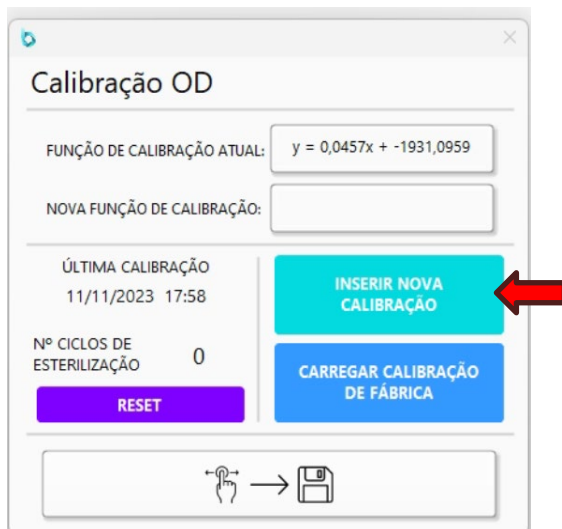 Calibração OD
FUNÇÃO DE CALIBRAÇÃO ATUAL:
y = 0,0457x + -1931,0959
NOVA FUNÇÃO DE CALIBRAÇÃO:
ÚLTIMA CALIBRAÇÃO
11/11/2023 17:58
Nº CICLOS DE
ESTERILIZAÇÃO
0
RESET
INSERIR NOVA
CALIBRAÇÃO
CARREGAR CALIBRAÇÃO
DE FÁBRICA